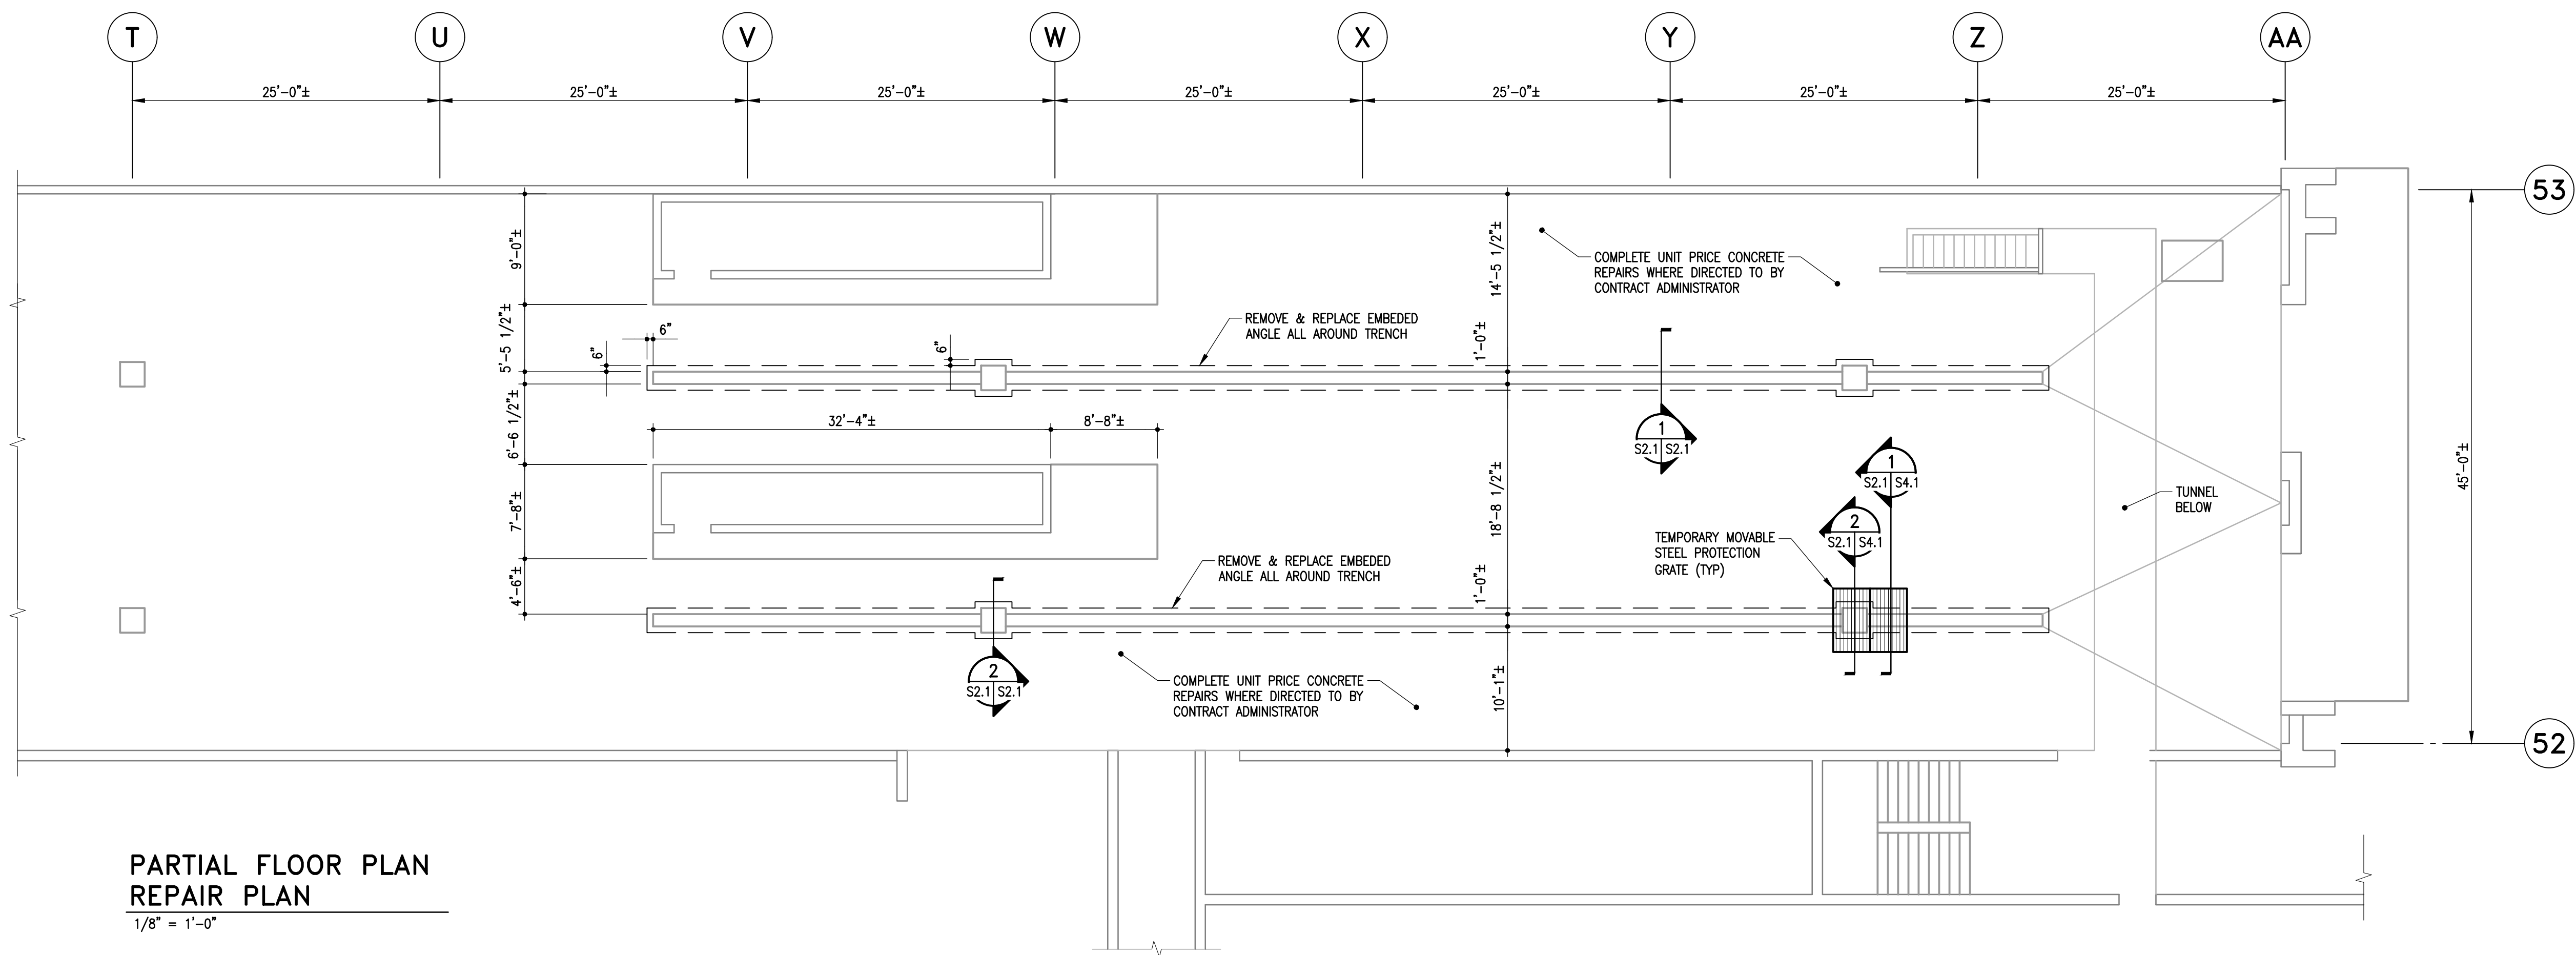 T
U
V
W
X
Y
Z
AA
25'-0"±
25'-0"±
25'-0"±
25'-0"±
25'-0"±
25'-0"±
25'-0"±
53
9'-0"±
14'-5 1/2"±
COMPLETE UNIT PRICE CONCRETE
REPAIRS WHERE DIRECTED TO BY
CONTRACT ADMINISTRATOR
5'-5 1/2"±
6"
6"
6"
REMOVE & REPLACE EMBEDED
ANGLE ALL AROUND TRENCH
1'-0"±
6'-6 1/2"±
32'-4"±
8'-8"±
1
S2.1 S2.1
1
S2.1 S4.1
45'-0"±
7'-8"±
18'-8 1/2"±
2
S2.1 S4.1
TUNNEL
BELOW
TEMPORARY MOVABLE
STEEL PROTECTION
GRATE (TYP)
4'-6"±
REMOVE & REPLACE EMBEDED
ANGLE ALL AROUND TRENCH
1'-0"±
2
S2.1 S2.1
COMPLETE UNIT PRICE CONCRETE
REPAIRS WHERE DIRECTED TO BY
CONTRACT ADMINISTRATOR
10'-1"±
52
PARTIAL FLOOR PLAN
REPAIR PLAN
1/8" = 1'-0"